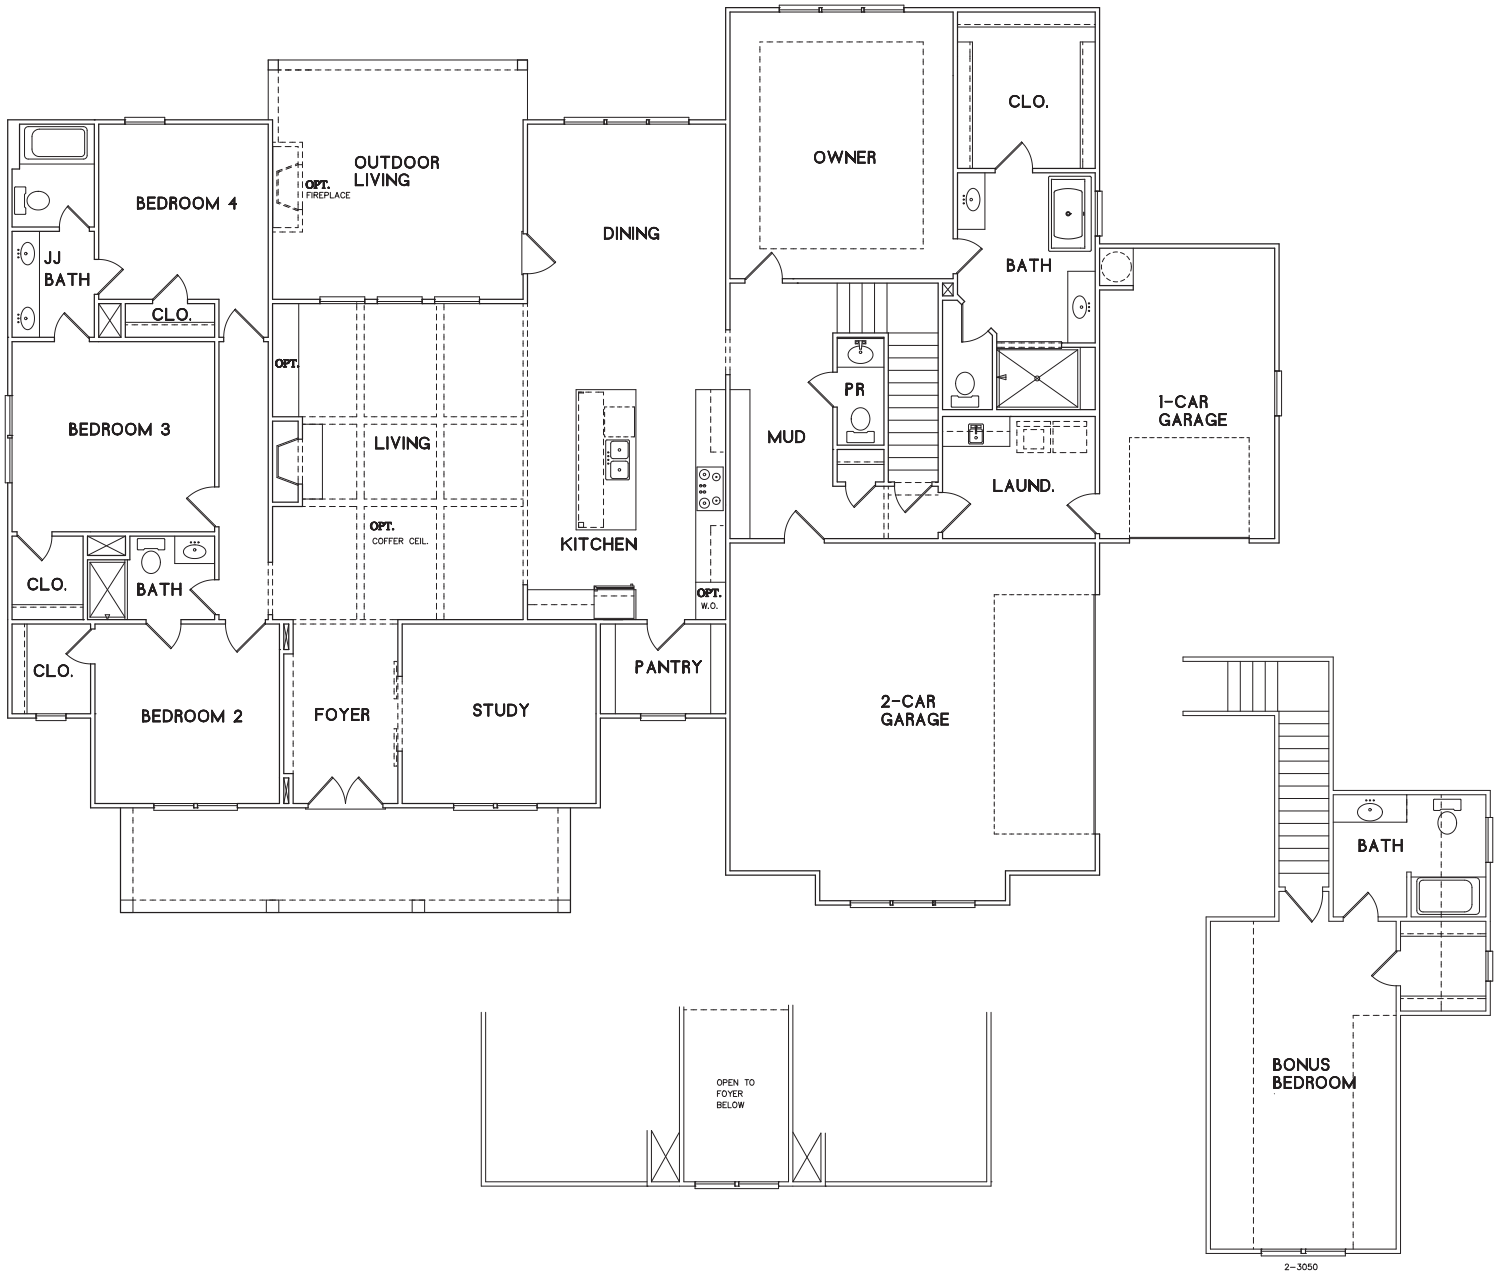 CLO.
OWNER
OUTDOOR
LIVING
OPT.
FIREPLACE
BEDROOM 4
DINING
JJ
BATH
BATH
CLO.
OPT.
PR
1-CAR
GARAGE
BEDROOM 3
LIVING
MUD
LAUND.
OPT.
COFFER CEIL.
KITCHEN
CLO.
BATH
OPT.
W.O.
CLO.
PANTRY
BEDROOM 2
FOYER
STUDY
2-CAR
GARAGE
BATH
OPEN TO
FOYER
BELOW
BONUS
BEDROOM
2-3050